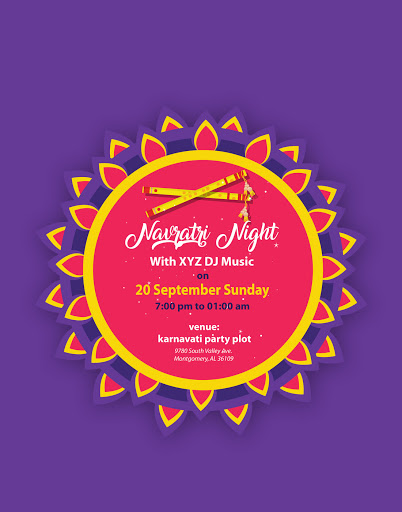 Navratri Night
With XYZ DJ Music
on
20 September Sunday
7:00 pm to 01:00 am
venue:
karnavati party plot
9780 South Valley Ave.
Montgomery, AL 36109